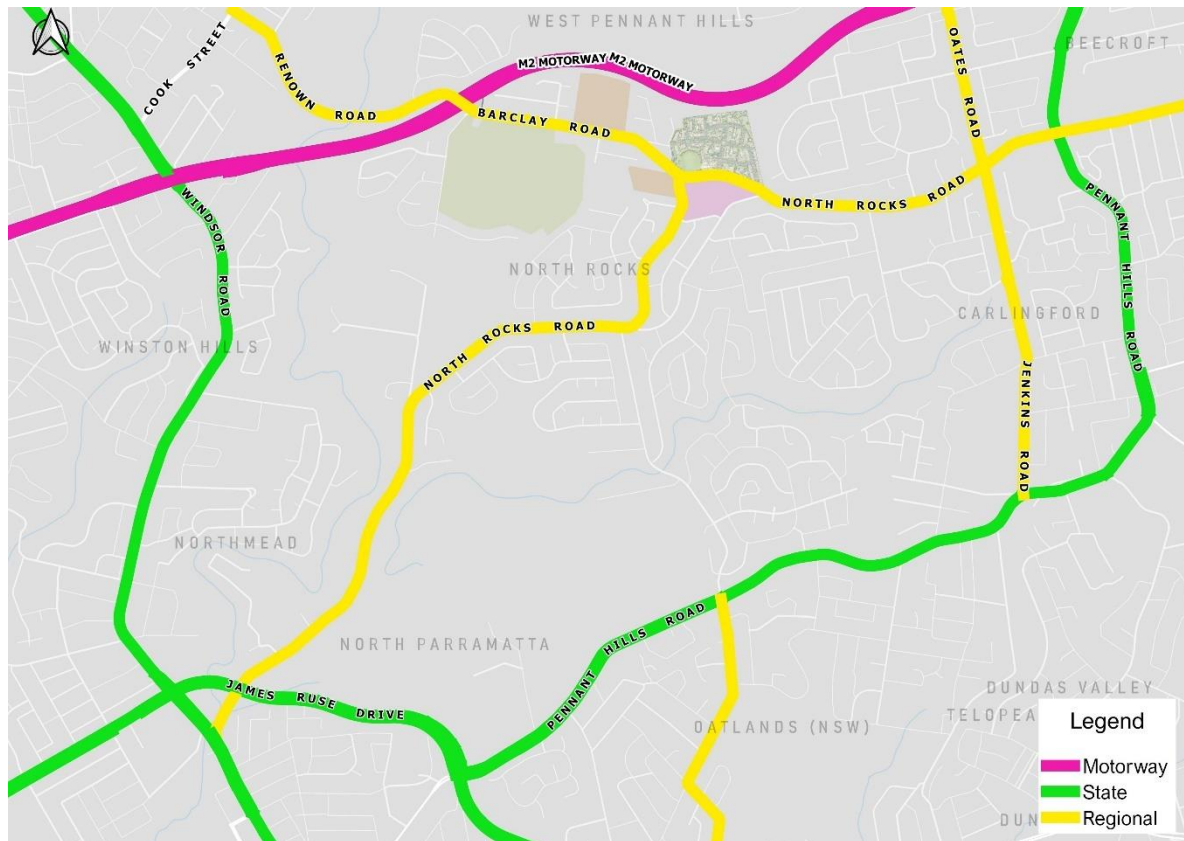 WEST PENNANT HILLS
BEECROFT
COOK STREET
RENOWN ROAD
M2 MOTORWAY M2 MOTORWAY
OATES ROAD
BARCLAY ROAD
WINDSOR ROAD
NORTH ROCKS ROAD
PENNANT HILLS ROAD
NORTH ROCKS
CARLINGFORD
NORTH ROCKS ROAD
WINSTON HILLS
JENKINS ROAD
NORTHMEAD
NORTH PARRAMATTA
PENNANT HILLS ROAD
JAMES RUSE DRIVE
OATLANDS (NSW)
DUNDAS VALLEY
TELOPEA
DUN
Legend
Motorway
State
Regional